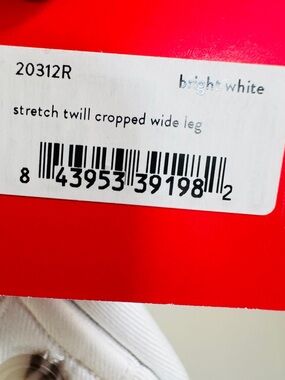 20312R bright white
stretch twill cropped wide leg
8 43953 39198 2